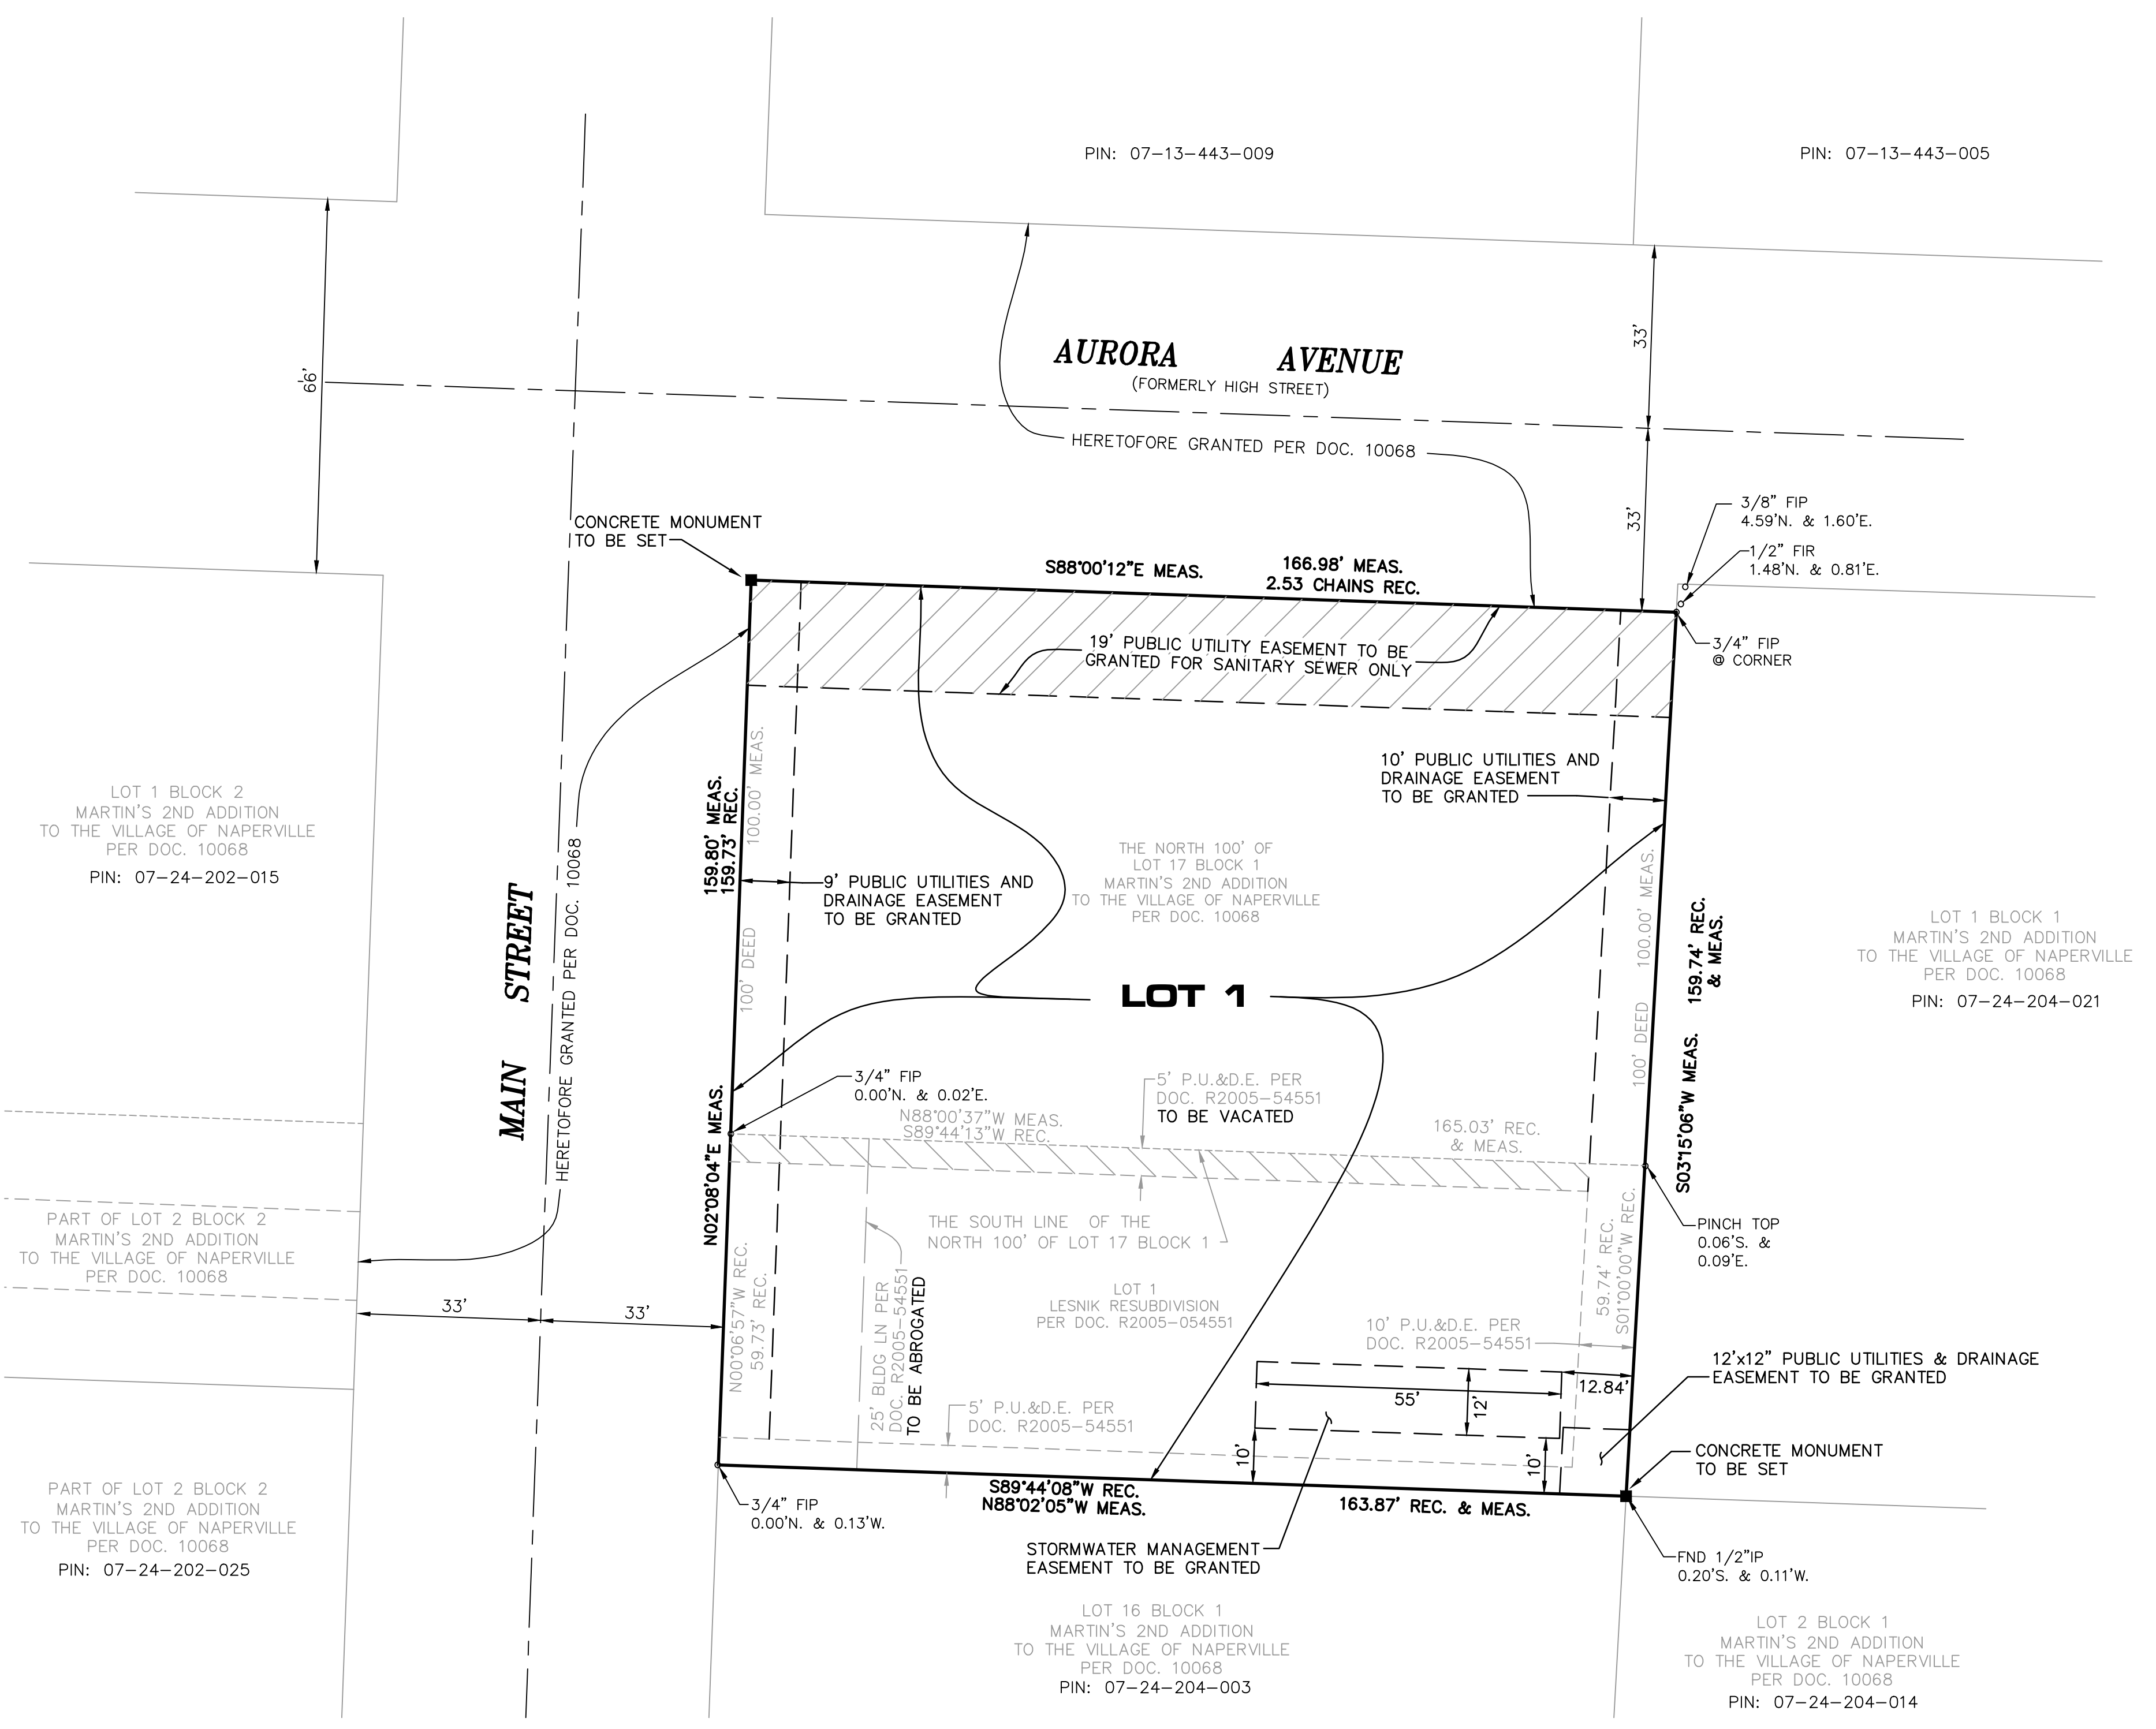 PIN: 07-13-443-009
PIN: 07-13-443-005
66'
33'
AURORA AVENUE
(FORMERLY HIGH STREET)
HERETOFORE GRANTED PER DOC. 10068
33'
3/8" FIP
4.59'N. & 1.60'E.
1/2" FIR
1.48'N. & 0.81'E.
CONCRETE MONUMENT
TO BE SET
S88°00'12"E MEAS.
166.98' MEAS.
2.53 CHAINS REC.
3/4" FIP
@ CORNER
19' PUBLIC UTILITY EASEMENT TO BE
GRANTED FOR SANITARY SEWER ONLY
10' PUBLIC UTILITIES AND
DRAINAGE EASEMENT
TO BE GRANTED
LOT 1 BLOCK 2
MARTIN'S 2ND ADDITION
TO THE VILLAGE OF NAPERVILLE
PER DOC. 10068
PIN: 07-24-202-015
MAIN STREET
HERETOFORE GRANTED PER DOC. 10068
159.80' MEAS.
159.73' REC.
100.00' MEAS.
100' DEED
9' PUBLIC UTILITIES AND
DRAINAGE EASEMENT
TO BE GRANTED
THE NORTH 100' OF
LOT 17 BLOCK 1
MARTIN'S 2ND ADDITION
TO THE VILLAGE OF NAPERVILLE
PER DOC. 10068
100' DEED
100.00' MEAS.
159.74' REC.
& MEAS.
S03°15'06"W MEAS.
LOT 1 BLOCK 1
MARTIN'S 2ND ADDITION
TO THE VILLAGE OF NAPERVILLE
PER DOC. 10068
PIN: 07-24-204-021
LOT 1
3/4" FIP
0.00'N. & 0.02'E.
N88°00'37"W MEAS.
S89°44'13"W REC.
5' P.U.&D.E. PER
DOC. R2005-54551
TO BE VACATED
165.03' REC.
& MEAS.
N02°08'04"E MEAS.
THE SOUTH LINE OF THE
NORTH 100' OF LOT 17 BLOCK 1
PINCH TOP
0.06'S. &
0.09'E.
PART OF LOT 2 BLOCK 2
MARTIN'S 2ND ADDITION
TO THE VILLAGE OF NAPERVILLE
PER DOC. 10068
33'
33'
N00°06'57"W REC.
59.73' REC.
25' BLDG LN PER
DOC. R2005-54551
TO BE ABROGATED
LOT 1
LESNIK RESUBDIVISION
PER DOC. R2005-054551
59.74' REC.
S01°00'00"W REC.
10' P.U.&D.E. PER
DOC. R2005-54551
12'x12" PUBLIC UTILITIES & DRAINAGE
EASEMENT TO BE GRANTED
55'
12'
12.84'
5' P.U.&D.E. PER
DOC. R2005-54551
10'
10'
CONCRETE MONUMENT
TO BE SET
S89°44'08"W REC.
N88°02'05"W MEAS.
163.87' REC. & MEAS.
3/4" FIP
0.00'N. & 0.13'W.
PART OF LOT 2 BLOCK 2
MARTIN'S 2ND ADDITION
TO THE VILLAGE OF NAPERVILLE
PER DOC. 10068
PIN: 07-24-202-025
STORMWATER MANAGEMENT
EASEMENT TO BE GRANTED
FND 1/2"IP
0.20'S. & 0.11'W.
LOT 16 BLOCK 1
MARTIN'S 2ND ADDITION
TO THE VILLAGE OF NAPERVILLE
PER DOC. 10068
PIN: 07-24-204-003
LOT 2 BLOCK 1
MARTIN'S 2ND ADDITION
TO THE VILLAGE OF NAPERVILLE
PER DOC. 10068
PIN: 07-24-204-014